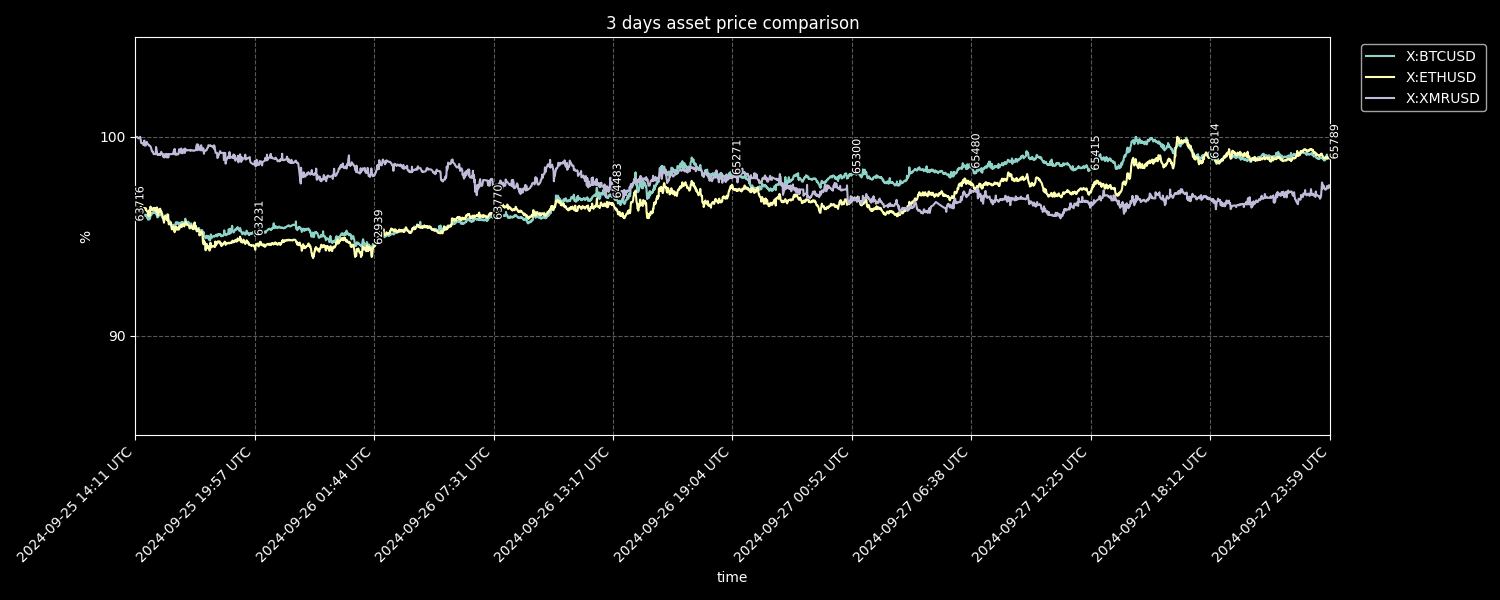 3 days asset price comparison
X:BTCUSD
X:ETHUSD
X:XMRUSD
100
90
%
63716
63231
62939
63770
64483
65271
65300
65480
65415
65814
65789
2024-09-25 14:11 UTC
2024-09-25 19:57 UTC
2024-09-26 01:44 UTC
2024-09-26 07:31 UTC
2024-09-26 13:17 UTC
2024-09-26 19:04 UTC
2024-09-27 00:52 UTC
2024-09-27 06:38 UTC
2024-09-27 12:25 UTC
2024-09-27 18:12 UTC
2024-09-27 23:59 UTC
time